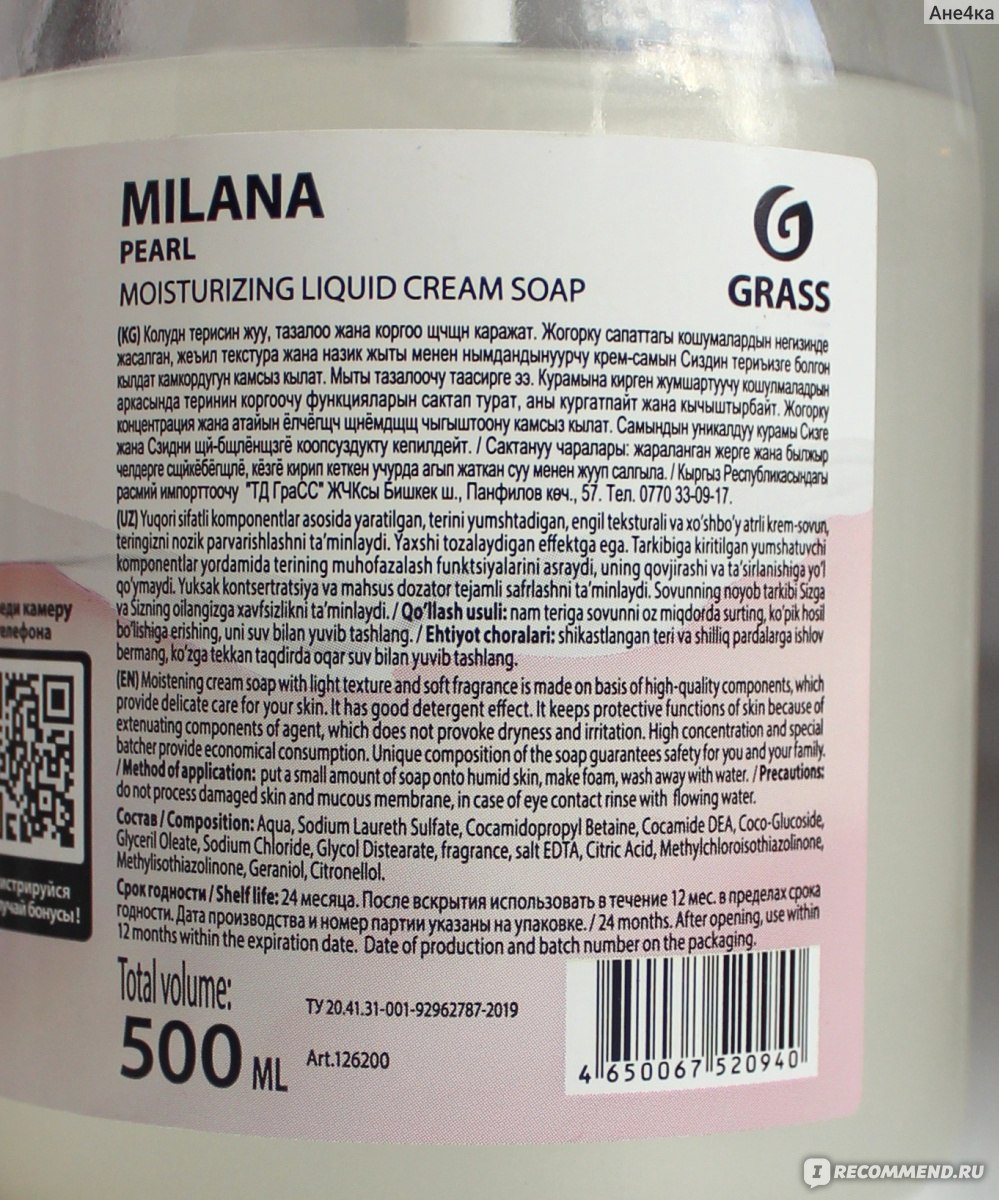 Ане4ка
MILANA
PEARL
MOISTURIZING LIQUID CREAM SOAP
GRASS
(KG) Колудн терисин жуу, тазалоо жана коргоо щчщн каражат. Жогорку сапаттагы кошумалардын негизинде
жасалган, жеъил текстура жана назик жыты менен нымдандынуурчу крем-самын Сиздин териъизге болгон
кылдат камкордугун камсыз кылат. Мыты тазалоочу таасирге ээ. Курамына кирген жумшартуучу кошулмаладрын
аркасында теринин коргоочу функцияларын сактап турат, аны кургатпайт жана кычыштырбайт. Жогорку
концентрация жана атайын ёлчёгщч щнёмдщщ чыгыштоону камсыз кылат. Самындын уникалдуу курамы Сизге
жана Сзидни щй-бщлёнщзгё коопсуздукту кепилдейт. / Сактануу чаралары: жараланган жерге жана былжыр
челдерге сщйкёбёгщлё, кёзгё кирип кеткен учурда агып жаткан суу менен жууп салгыла. / Кыргыз Республикасындагы
расмий импорттоочу "ТД ГраСС" ЖЧКсы Бишкек ш., Панфилов көч., 57. Тел. 0770 33-09-17.
(UZ) Yuqori sifatli komponentlar asosida yaratilgan, terini yumshatadigan, engil teksturali va xo'shbo'y atrli krem-sovun,
teringizni nozik parvarishlashni ta'minlaydi. Yaxshi tozalaydigan effektga ega. Tarkibiga kiritilgan yumshatuvchi
komponentlar yordamida terining muhofazalash funktsiyalarini asraydi, uning qovjirashi va ta'sirlanishiga yo'l
qo'ymaydi. Yuksak kontsertratsiya va mahsus dozator tejamli safrlashni ta'minlaydi. Sovunning noyob tarkibi Sizga
va Sizning oilangizga xavfsizlikni ta'minlaydi. / Qo'llash usuli: nam teriga sovunni oz miqdorda surting, ko'pik hosil
bo'lishiga erishing, uni suv bilan yuvib tashlang. / Ehtiyot choralari: shikastlangan teri va shilliq pardalarga ishlov
bermang, ko'zga tekkan taqdirda oqar suv bilan yuvib tashlang.
(EN) Moistening cream soap with light texture and soft fragrance is made on basis of high-quality components, which
provide delicate care for your skin. It has good detergent effect. It keeps protective functions of skin because of
extenuating components of agent, which does not provoke dryness and irritation. High concentration and special
batcher provide economical consumption. Unique composition of the soap guarantees safety for you and your family.
/ Method of application: put a small amount of soap onto humid skin, make foam, wash away with water. / Precautions:
do not process damaged skin and mucous membrane, in case of eye contact rinse with flowing water.
Состав / Composition: Aqua, Sodium Laureth Sulfate, Cocamidopropyl Betaine, Cocamide DEA, Coco-Glucoside,
Glyceril Oleate, Sodium Chloride, Glycol Distearate, fragrance, salt EDTA, Citric Acid, Methylchloroisothiazolinone,
Methylisothiazolinone, Geraniol, Citronellol.
Срок годности / Shelf life: 24 месяца. После вскрытия использовать в течение 12 мес. в пределах срока
годности. Дата производства и номер партии указаны на упаковке. / 24 months. After opening, use within
12 months within the expiration date. Date of production and batch number on the packaging.
еди камеру
елефона
истрируйся
учай бонусы!
Total volume:
500 ML
ТУ 20.41.31-001-92962787-2019
Art.126200
4 650067 520940
I RECOMMEND.RU